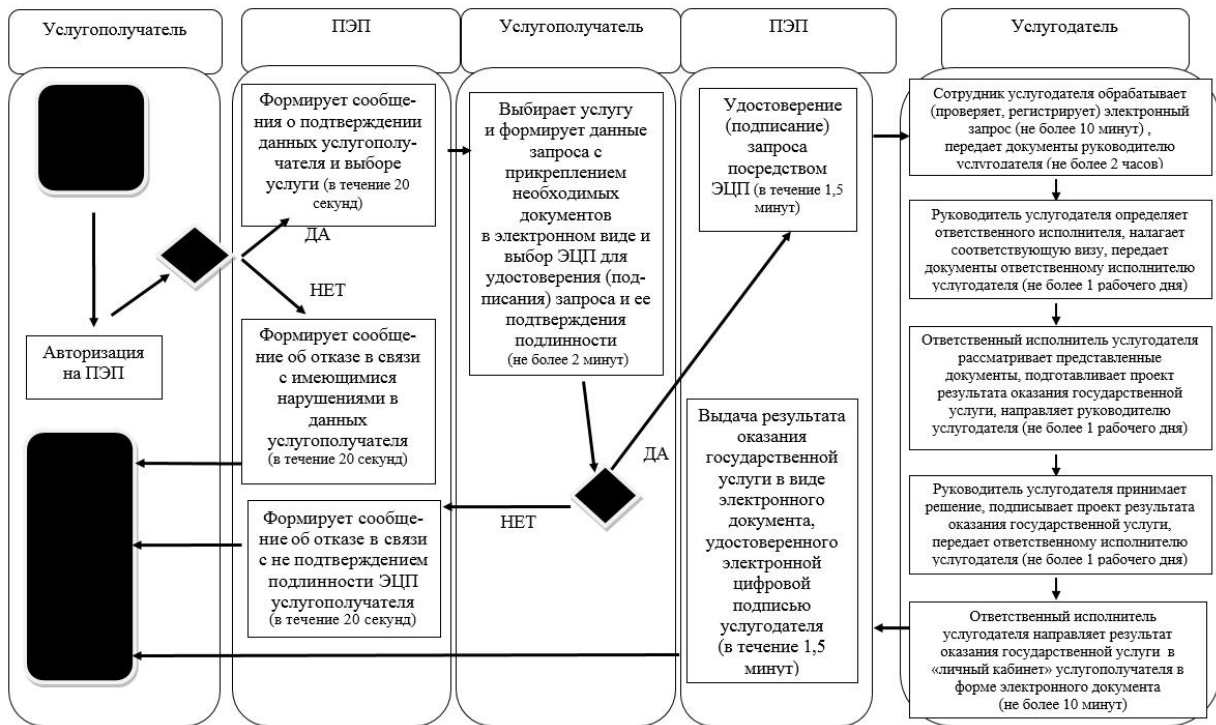 Услугополучатель
ПЭП
Услугополучатель
ПЭП
Услугодатель
Авторизация
на ПЭП
Формирует сообще-
ния о подтверждении
данных услугополу-
чателя и выборе
услуги (в течение 20
секунд)
ДА
НЕТ
Формирует сообще-
ние об отказе в связи
с имеющимися
нарушениями в
данных
услугополучателя
(в течение 20 секунд)
Формирует сообще-
ние об отказе в связи
с не подтверждением
подлинности ЭЦП
услугополучателя
(в течение 20 секунд)
Выбирает услугу
и формирует данные
запроса с
прикреплением
необходимых
документов
в электронном виде и
выбор ЭЦП для
удостоверения (под-
писания) запроса и ее
подтверждения
подлинности
(не более 2 минут)
ДА
НЕТ
Удостоверение
(подписание)
запроса
посредством
ЭЦП (в течение 1,5
минут)
Выдача результата
оказания
государственной
услуги в виде
электронного
документа,
удостоверенного
электронной
цифровой
подписью
услугодателя
(в течение 1,5
минут)
Сотрудник услугодателя обрабатывает
(проверяет, регистрирует) электронный
запрос (не более 10 минут) ,
передает документы руководителю
услугодателя (не более 2 часов)
Руководитель услугодателя определяет
ответственного исполнителя, налагает
соответствующую визу, передает
документы ответственному исполнителю
услугодателя (не более 1 рабочего дня)
Ответственный исполнитель услугодателя
рассматривает представленные
документы, подготавливает проект
результата оказания государственной
услуги, направляет руководителю
услугодателя (не более 1 рабочего дня)
Руководитель услугодателя принимает
решение, подписывает проект результата
оказания государственной услуги,
передает ответственному исполнителю
услугодателя (не более 1 рабочего дня)
Ответственный исполнитель
услугодателя направляет результат
оказания государственной услуги в
«личный кабинет» услугополучателя в
форме электронного документа
(не более 10 минут)